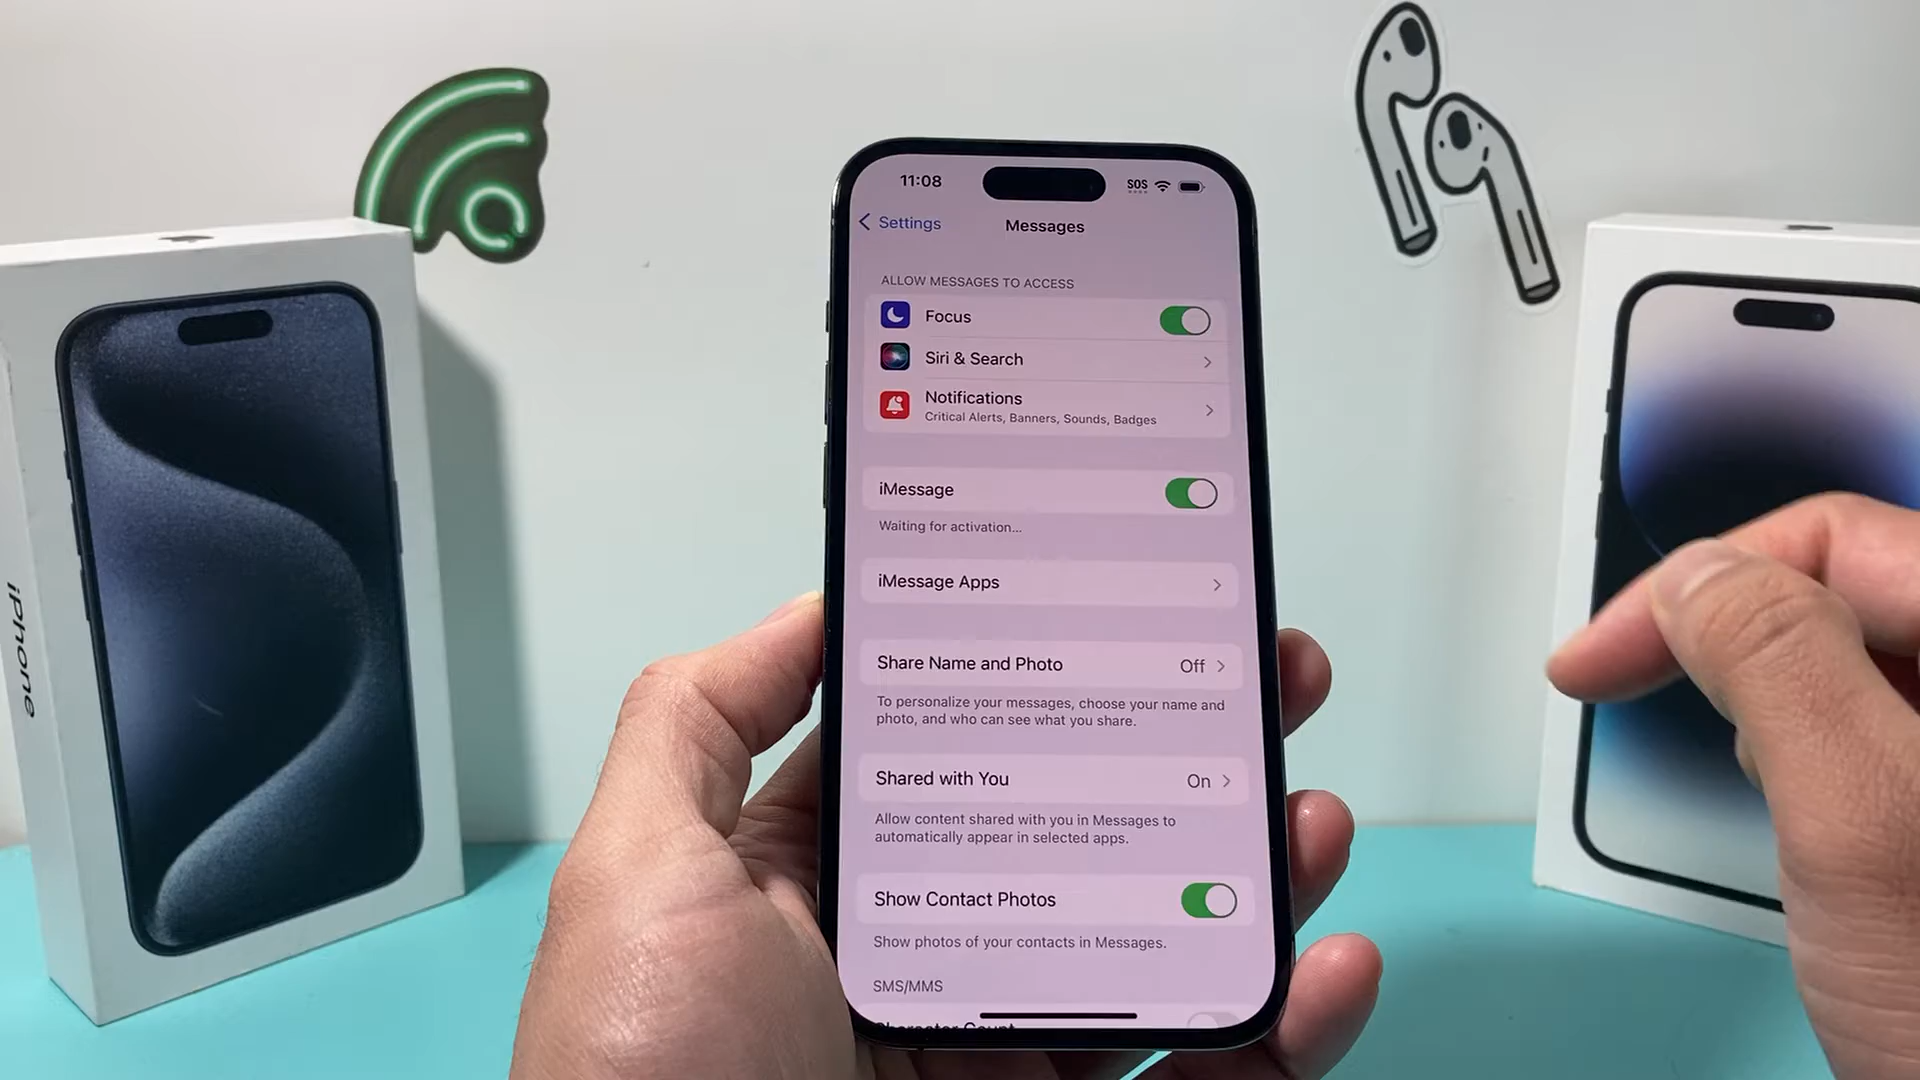 11:08
SOS
Settings
Messages
ALLOW MESSAGES TO ACCESS
Focus
Siri & Search
Notifications
Critical Alerts, Banners, Sounds, Badges
iMessage
Waiting for activation...
iMessage Apps
Share Name and Photo
Off
To personalize your messages, choose your name and
photo, and who can see what you share.
Shared with You
On
Allow content shared with you in Messages to
automatically appear in selected apps.
Show Contact Photos
Show photos of your contacts in Messages.
SMS/MMS
Character Count
iPhone